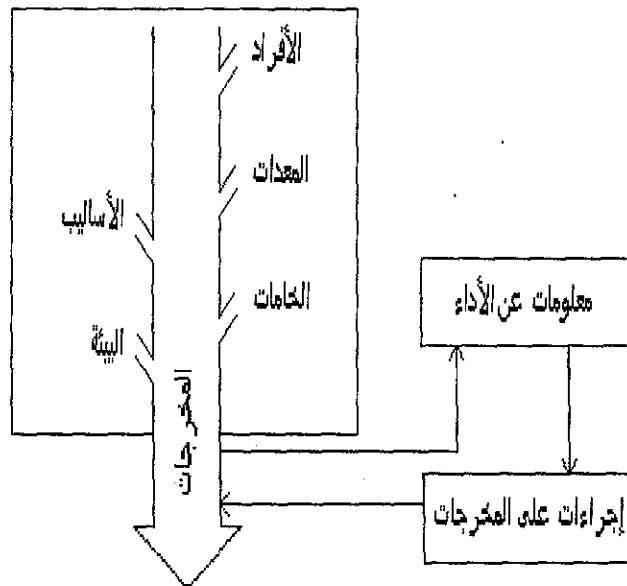 الأفراد
المعدات
الأساليب
الخامات
البيئة
المخرجات
معلومات عن الأداء
إجراءات على المخرجات